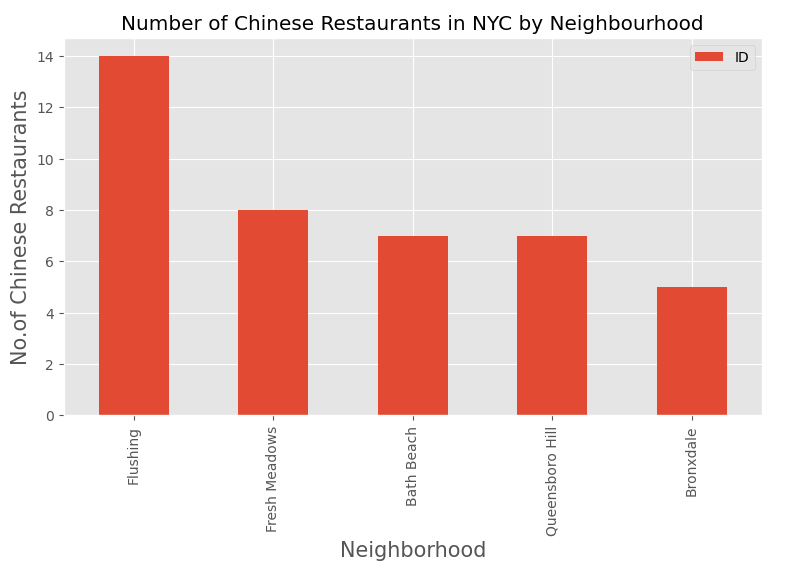 Number of Chinese Restaurants in NYC by Neighbourhood
ID
No.of Chinese Restaurants
14
12
10
8
6
4
2
0
Flushing
Fresh Meadows
Bath Beach
Queensboro Hill
Bronxdale
Neighborhood